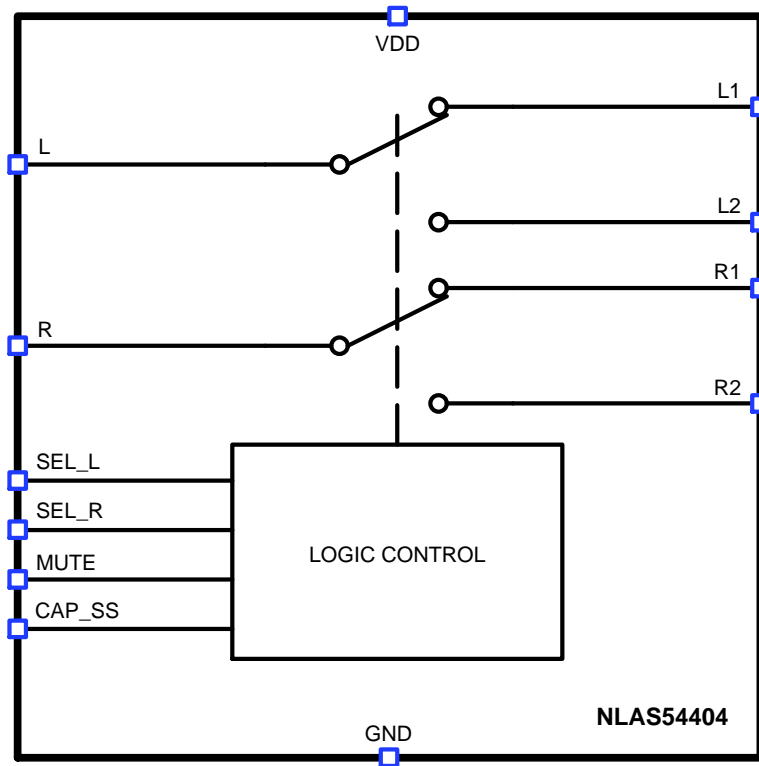 VDD
L1
L
L2
R1
R
R2
SEL_L
SEL_R
MUTE
LOGIC CONTROL
CAP_SS
NLAS54404
GND